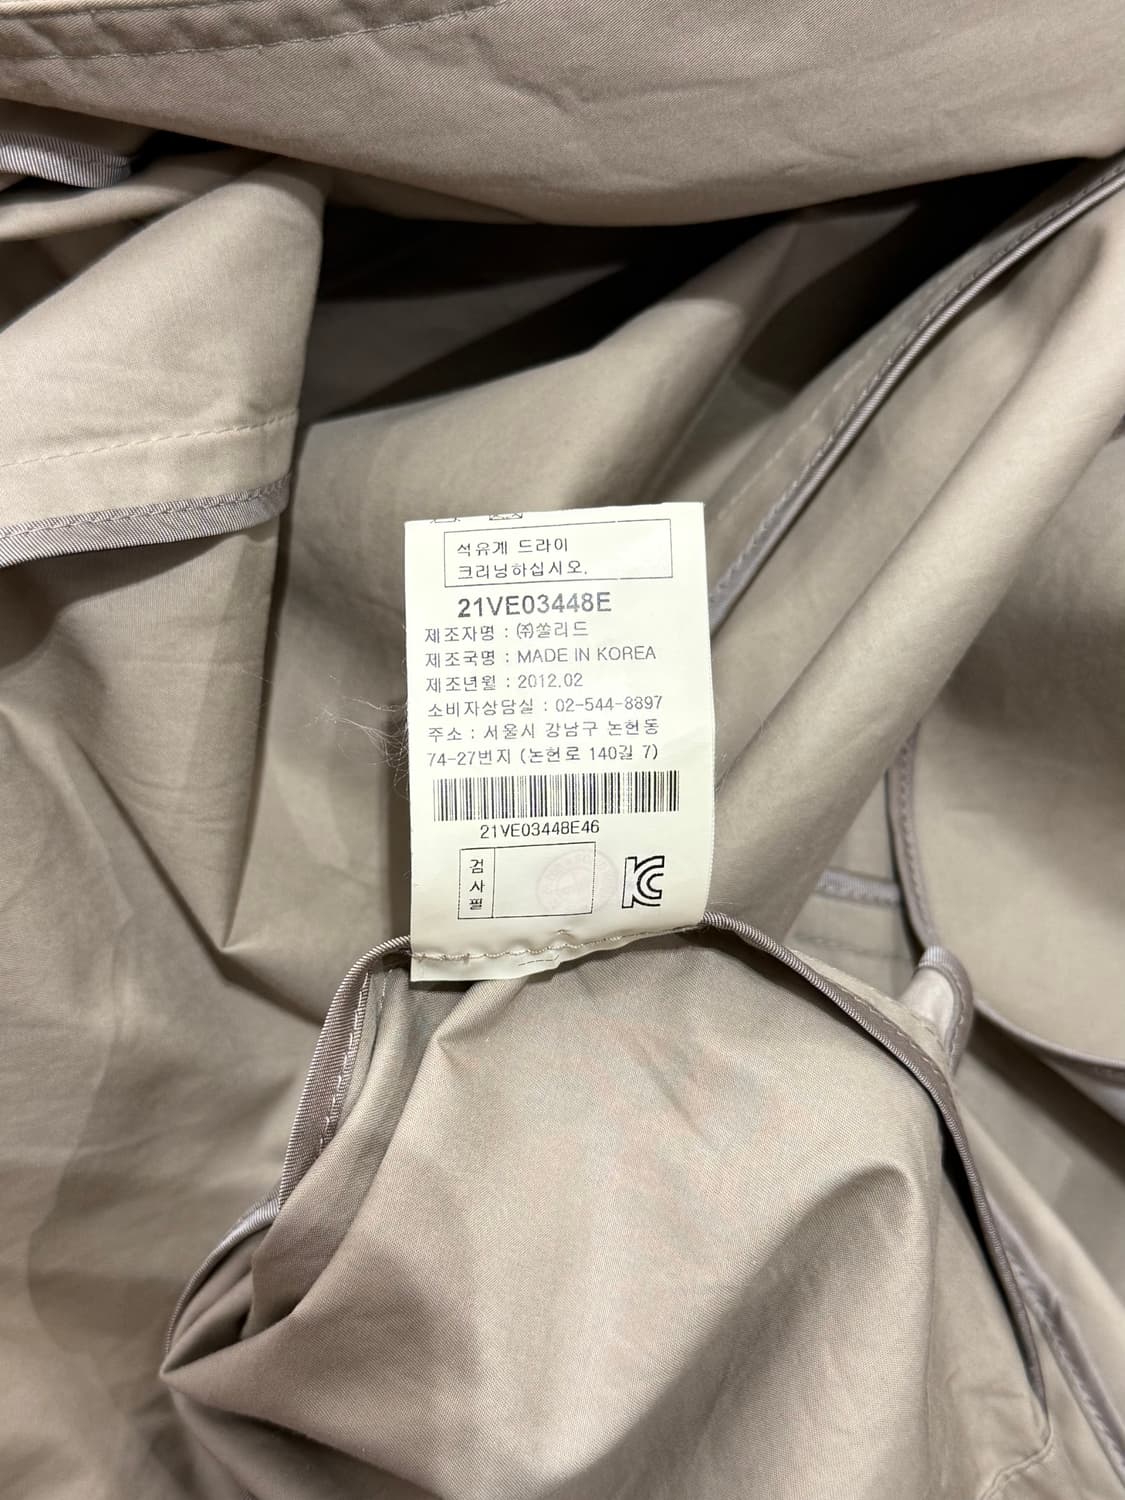 석유계 드라이
크리닝하십시오.
21VE03448E
제조자명 : ㈜쏠리드
제조국명 : MADE IN KOREA
제조년월 : 2012.02
소비자상담실 : 02-544-8897
주소 : 서울시 강남구 논현동
74-27번지 (논현로 140길 7)
21VE03448E46
검
사
필